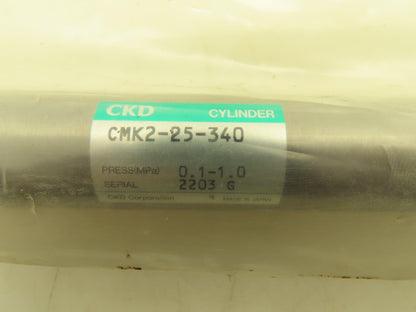 CKD CYLINDER
CMK2-25-340
PRESS(MPa) 0.1-1.0
SERIAL 2203 G
CKD Corporation MADE IN JAPAN